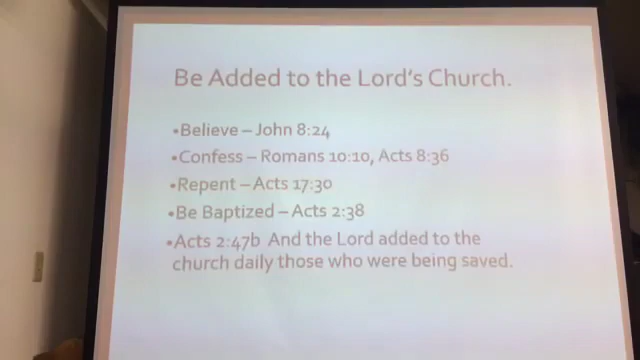 Be Added to the Lord's Church.
•Believe – John 8:24
•Confess – Romans 10:10, Acts 8:36
•Repent – Acts 17:30
•Be Baptized – Acts 2:38
•Acts 2:47b And the Lord added to the
church daily those who were being saved.